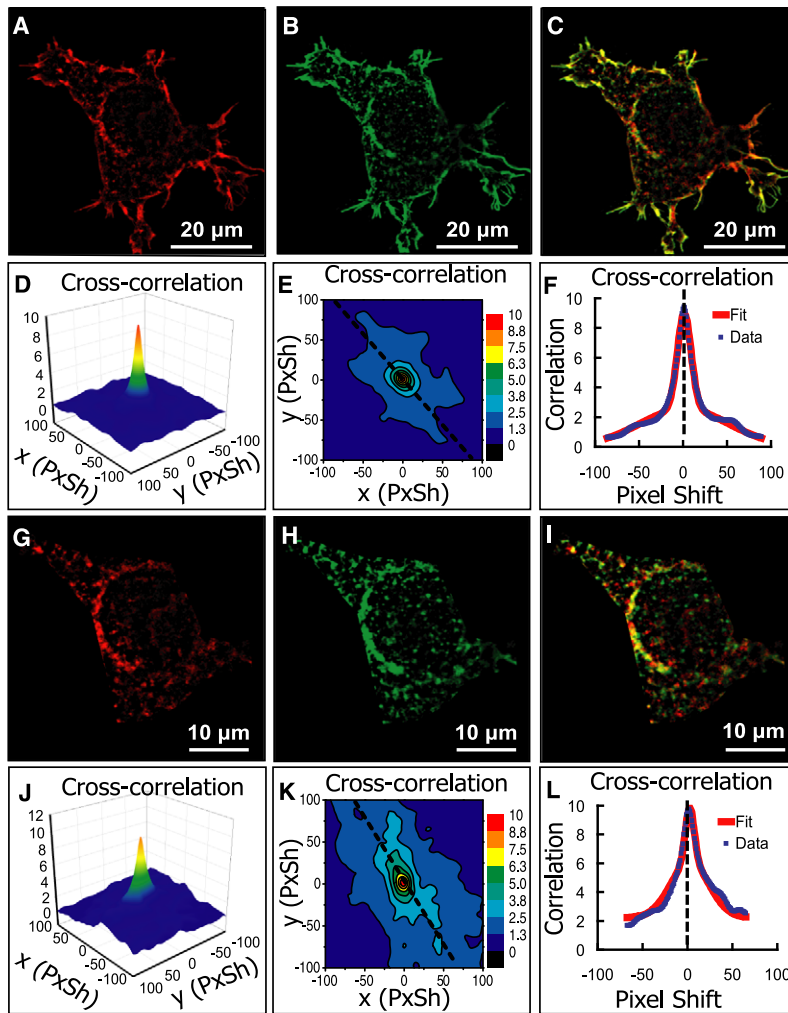 A
20 µm
B
20 µm
C
20 µm
D
Cross-correlation
10
8
6
4
2
0
100
50
0
-50
-100
x (PxSh)
100
50
0
-50
-100
y (PxSh)
E
Cross-correlation
100
50
0
-50
-100
y (PxSh)
-100
-50
0
50
100
x (PxSh)
10
8.8
7.5
6.3
5.0
3.8
2.5
1.3
0
F
Cross-correlation
10
8
6
4
2
0
Correlation
Fit
Data
-100
-50
0
50
100
Pixel Shift
G
10 µm
H
10 µm
I
10 µm
J
Cross-correlation
12
10
8
6
4
2
0
100
50
0
-50
-100
x (PxSh)
100
50
0
-50
-100
y (PxSh)
K
Cross-correlation
100
50
0
-50
-100
y (PxSh)
-100
-50
0
50
100
x (PxSh)
10
8.8
7.5
6.3
5.0
3.8
2.5
1.3
0
L
Cross-correlation
10
8
6
4
2
0
Correlation
Fit
Data
-100
-50
0
50
100
Pixel Shift